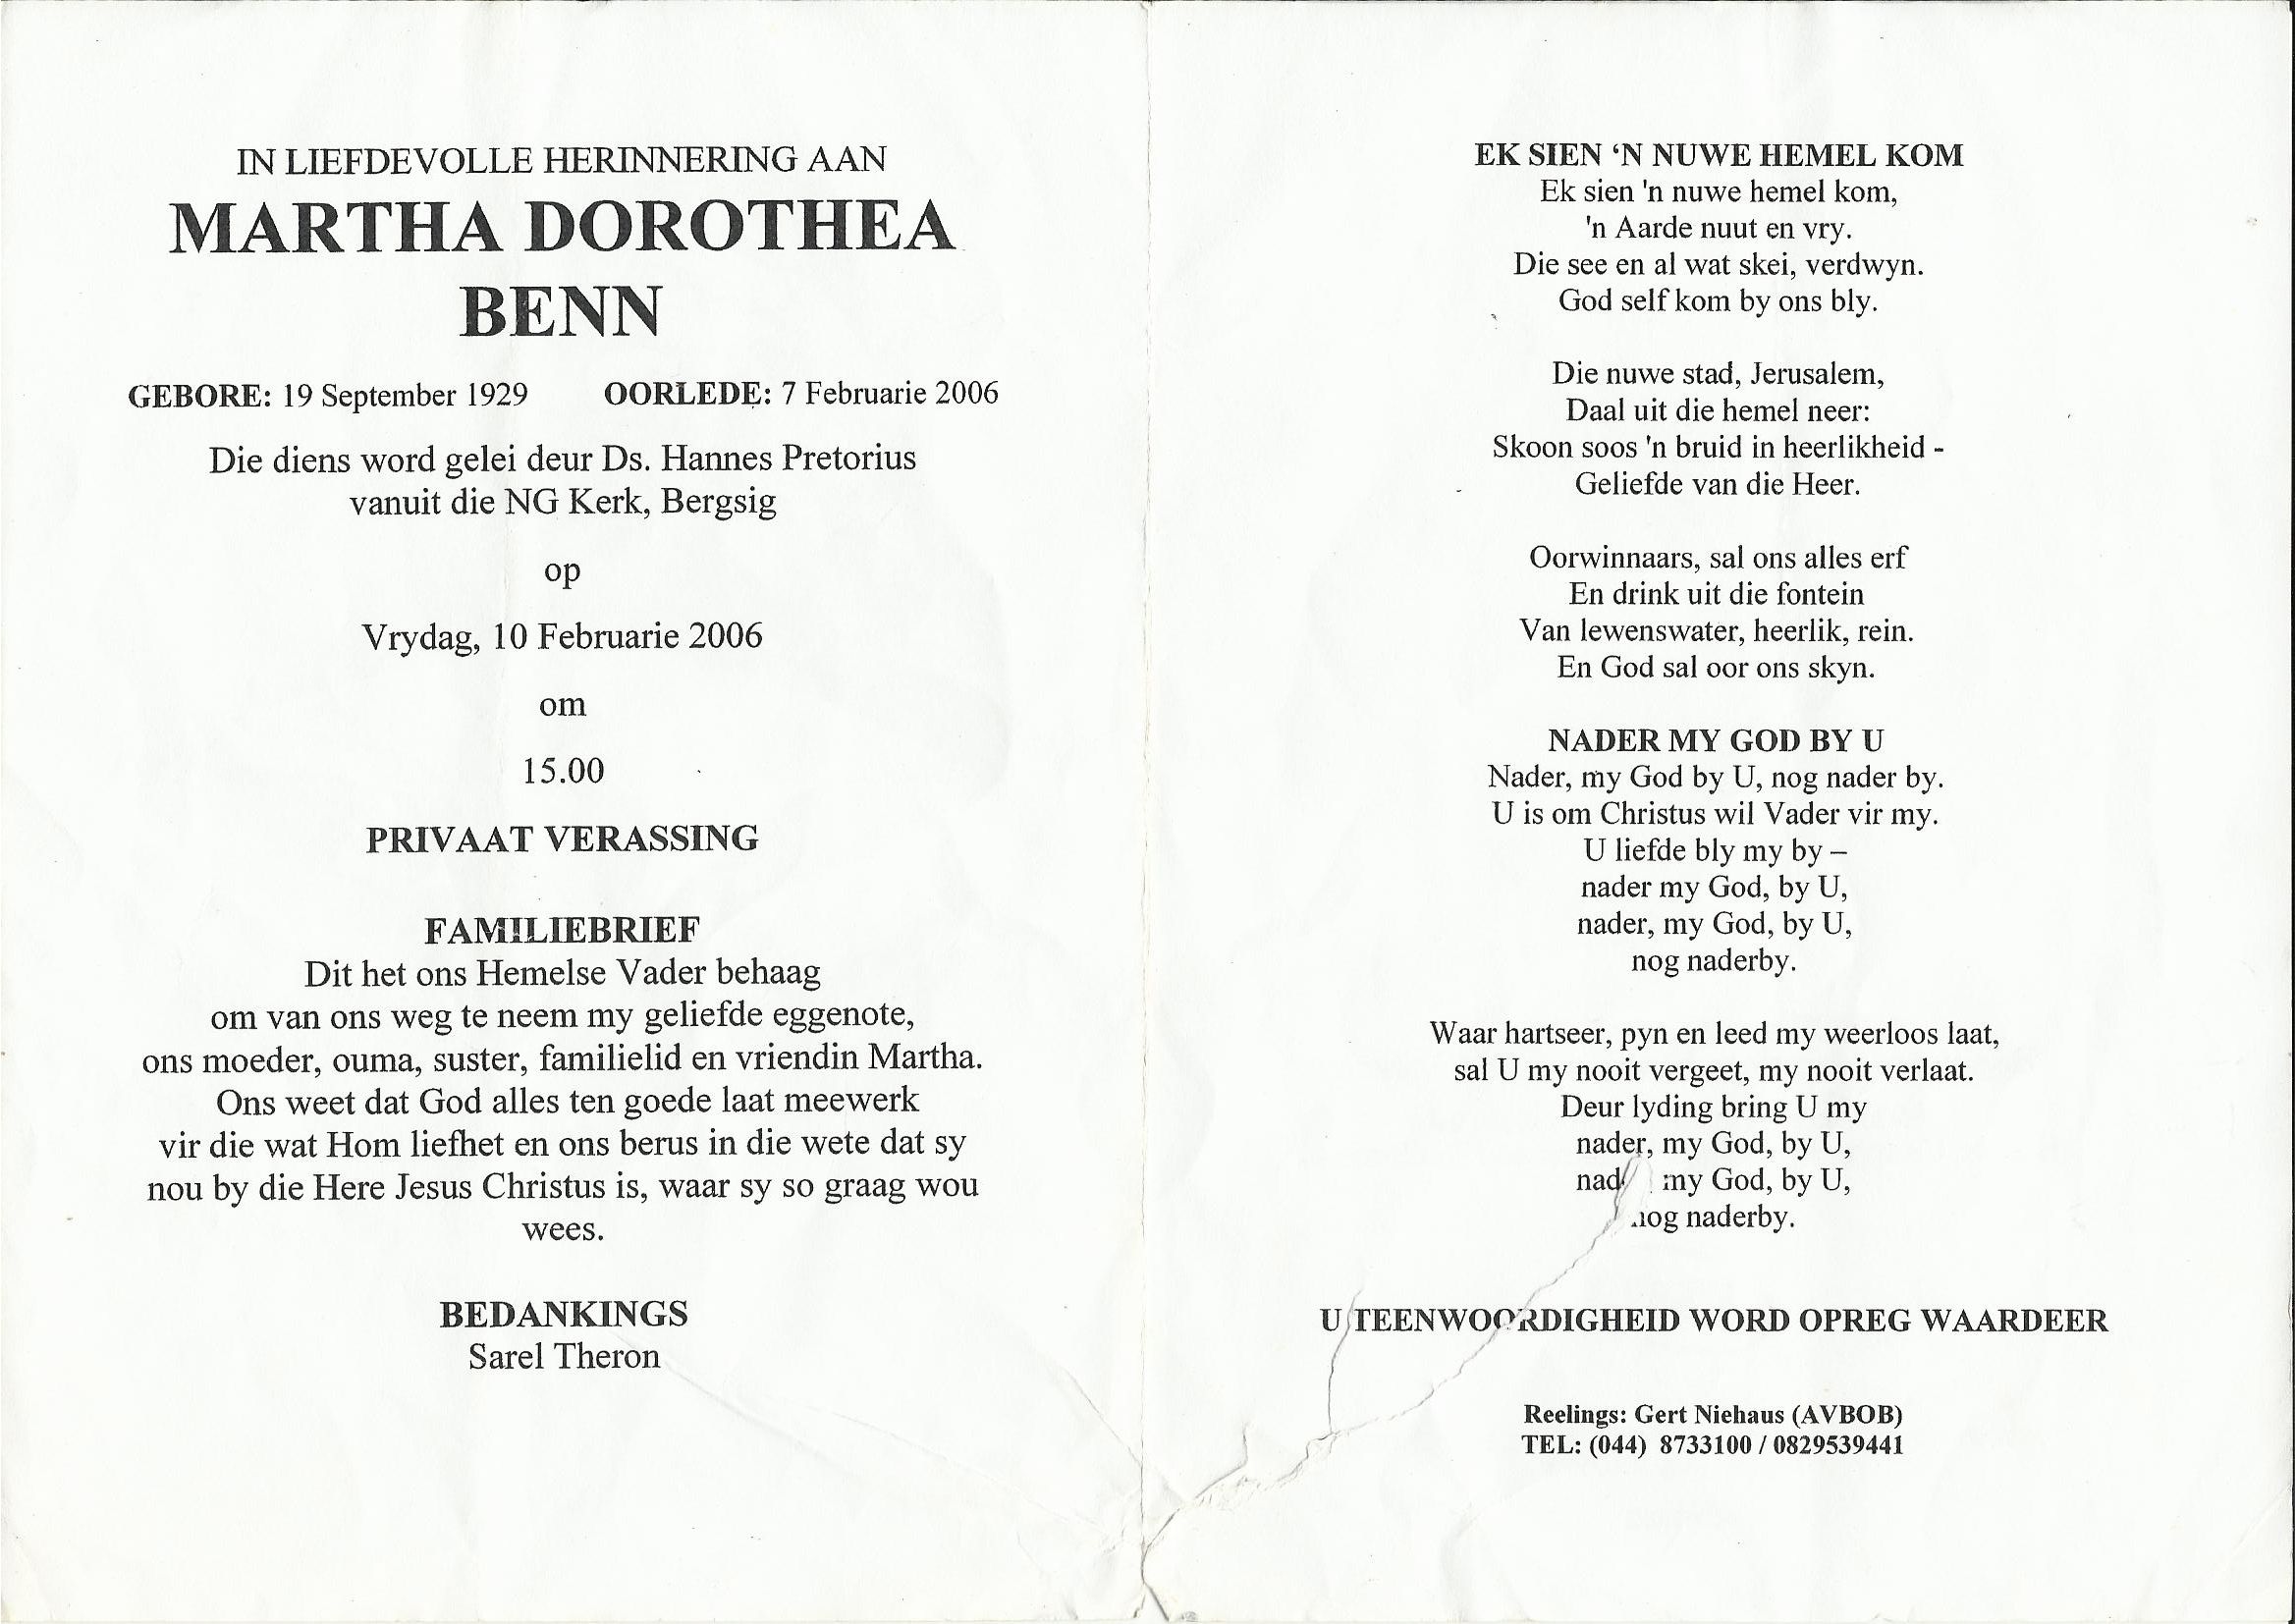 IN LIEFDEVOLLE HERINNERING AAN
MARTHA DOROTHEA
BENN
GEBORE: 19 September 1929 OORLEDE: 7 Februarie 2006
Die diens word gelei deur Ds. Hannes Pretorius
vanuit die NG Kerk, Bergsig
op
Vrydag, 10 Februarie 2006
om
15.00
PRIVAAT VERASSING
FAMILIEBRIEF
Dit het ons Hemelse Vader behaag
om van ons weg te neem my geliefde eggenote,
ons moeder, ouma, suster, familielid en vriendin Martha.
Ons weet dat God alles ten goede laat meewerk
vir die wat Hom liefhet en ons berus in die wete dat sy
nou by die Here Jesus Christus is, waar sy so graag wou
wees.
BEDANKINGS
Sarel Theron
EK SIEN ‘N NUWE HEMEL KOM
Ek sien 'n nuwe hemel kom,
'n Aarde nuut en vry.
Die see en al wat skei, verdwyn.
God self kom by ons bly.
Die nuwe stad, Jerusalem,
Daal uit die hemel neer:
Skoon soos 'n bruid in heerlikheid -
Geliefde van die Heer.
Oorwinnaars, sal ons alles erf
En drink uit die fontein
Van lewenswater, heerlik, rein.
En God sal oor ons skyn.
NADER MY GOD BY U
Nader, my God by U, nog nader by.
U is om Christus wil Vader vir my.
U liefde bly my by –
nader my God, by U,
nader, my God, by U,
nog naderby.
Waar hartseer, pyn en leed my weerloos laat,
sal U my nooit vergeet, my nooit verlaat.
Deur lyding bring U my
nader, my God, by U,
nad my God, by U,
nog naderby.
U TEENWOORDIGHEID WORD OPREG WAARDEER
Reelings: Gert Niehaus (AVBOB)
TEL: (044) 8733100 / 0829539441